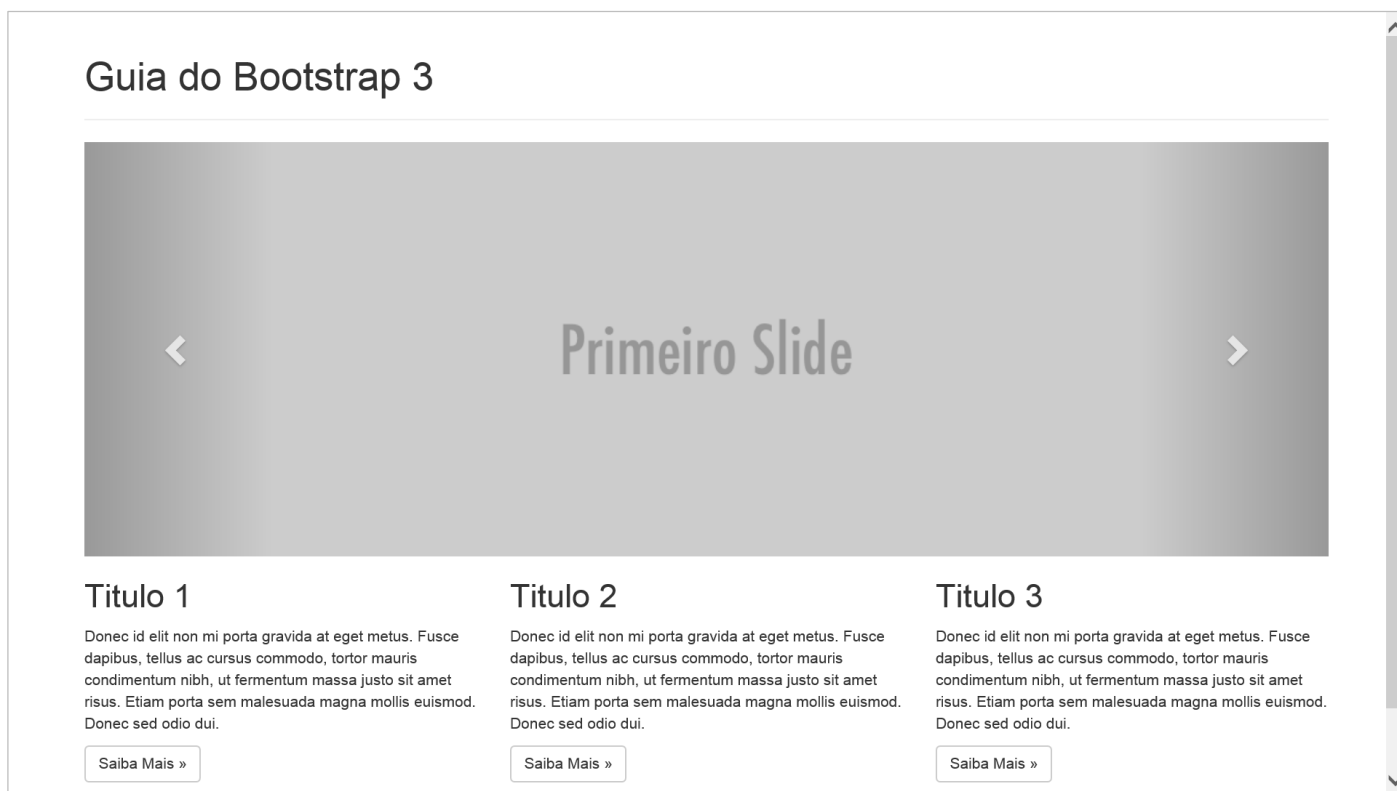 Guia do Bootstrap 3
Primeiro Slide
Titulo 1
Donec id elit non mi porta gravida at eget metus. Fusce
dapibus, tellus ac cursus commodo, tortor mauris
condimentum nibh, ut fermentum massa justo sit amet
risus. Etiam porta sem malesuada magna mollis euismod.
Donec sed odio dui.
Saiba Mais »
Titulo 2
Donec id elit non mi porta gravida at eget metus. Fusce
dapibus, tellus ac cursus commodo, tortor mauris
condimentum nibh, ut fermentum massa justo sit amet
risus. Etiam porta sem malesuada magna mollis euismod.
Donec sed odio dui.
Saiba Mais »
Titulo 3
Donec id elit non mi porta gravida at eget metus. Fusce
dapibus, tellus ac cursus commodo, tortor mauris
condimentum nibh, ut fermentum massa justo sit amet
risus. Etiam porta sem malesuada magna mollis euismod.
Donec sed odio dui.
Saiba Mais »